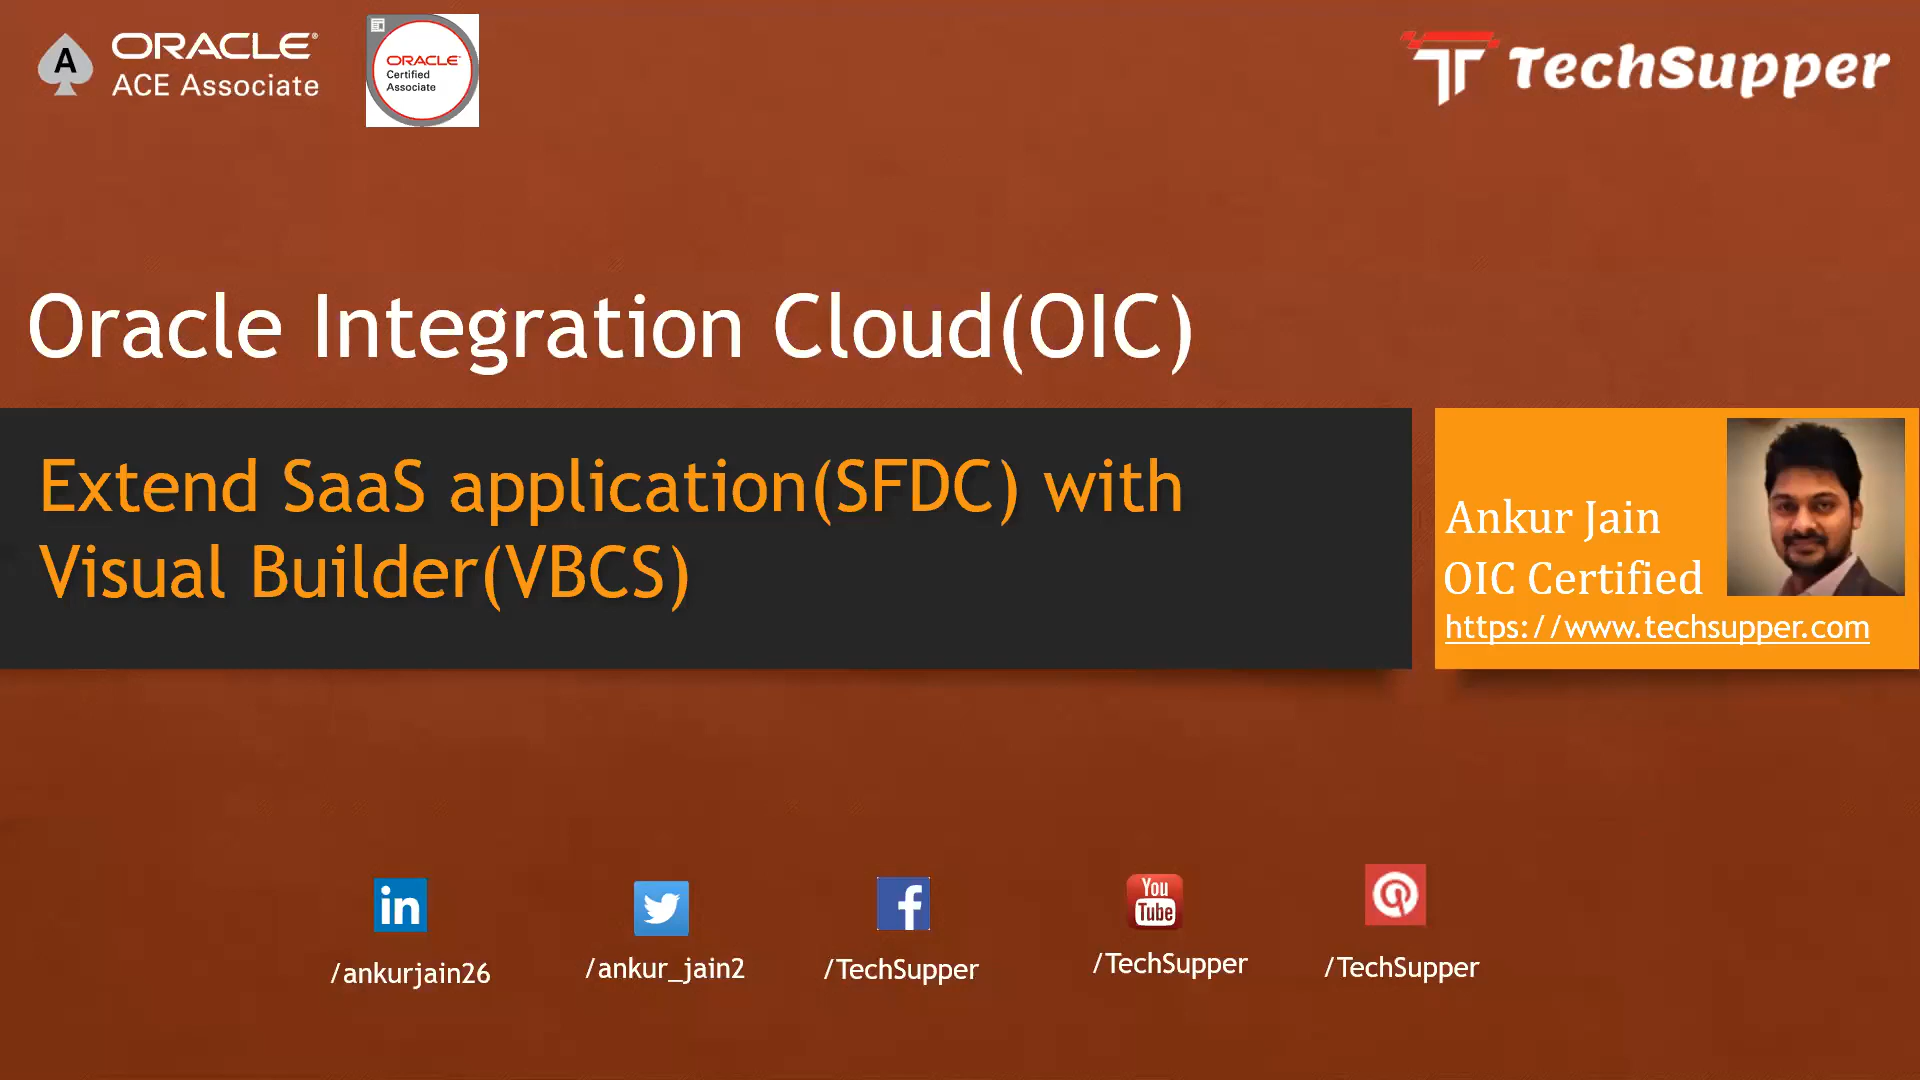 A
ORACLE®
ACE Associate
ORACLE®
Certified
Associate
TechSupper
Oracle Integration Cloud(OIC)
Extend SaaS application(SFDC) with
Visual Builder(VBCS)
Ankur Jain
OIC Certified
https://www.techsupper.com
in
f
You
Tube
/ankurjain26
/ankur_jain2
/TechSupper
/TechSupper
/TechSupper